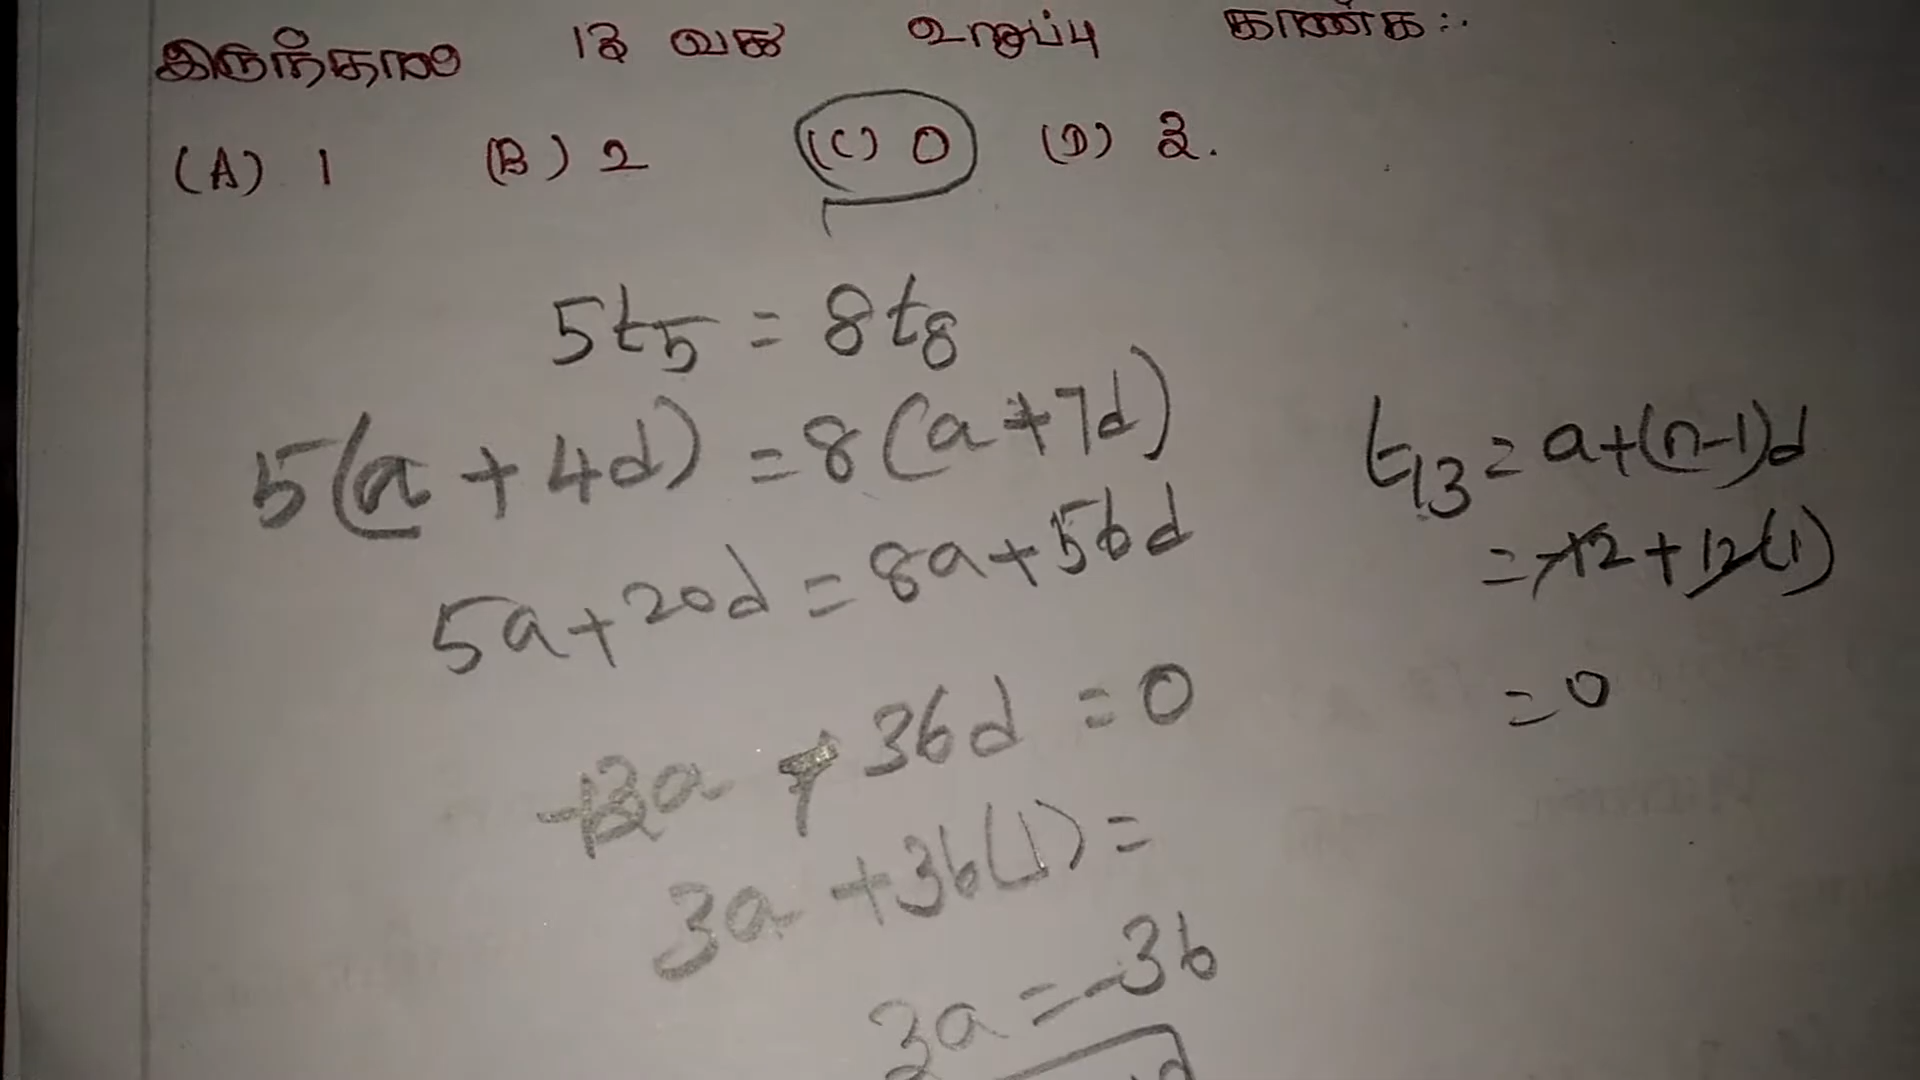 இருந்தால் 13 வது உறுப்பு காண்க:.
(A) 1 (B) 2 (C) 0 (D) 3.
5t5 = 8t8
5(a + 4d) = 8(a + 7d)
5a + 20d = 8a + 56d
3a + 36d = 0
3a + 36(1) =
3a = -36
t13 = a + (n-1)d
= -12 + 12(1)
= 0